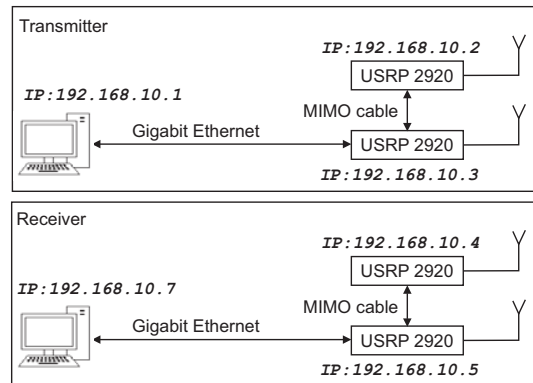 Transmitter
IP:192.168.10.2
USRP 2920
IP:192.168.10.1
MIMO cable
Gigabit Ethernet
USRP 2920
IP:192.168.10.3
Receiver
IP:192.168.10.4
USRP 2920
IP:192.168.10.7
MIMO cable
Gigabit Ethernet
USRP 2920
IP:192.168.10.5